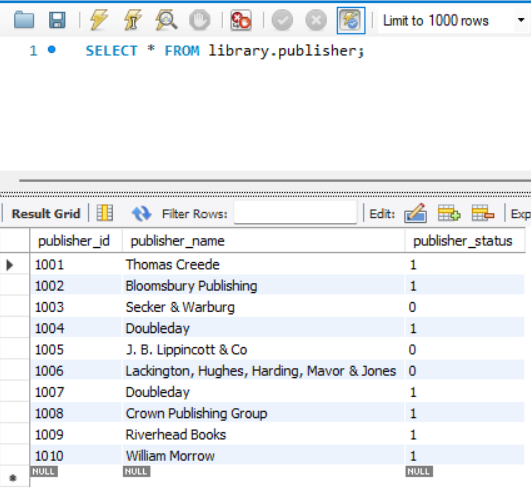 Limit to 1000 rows
1 SELECT * FROM library.publisher;
Result Grid Filter Rows: Edit: Exp
publisher_id publisher_name publisher_status
1001 Thomas Creede 1
1002 Bloomsbury Publishing 1
1003 Secker & Warburg 0
1004 Doubleday 1
1005 J. B. Lippincott & Co 0
1006 Lackington, Hughes, Harding, Mavor & Jones 0
1007 Doubleday 1
1008 Crown Publishing Group 1
1009 Riverhead Books 1
1010 William Morrow 1
NULL NULL NULL